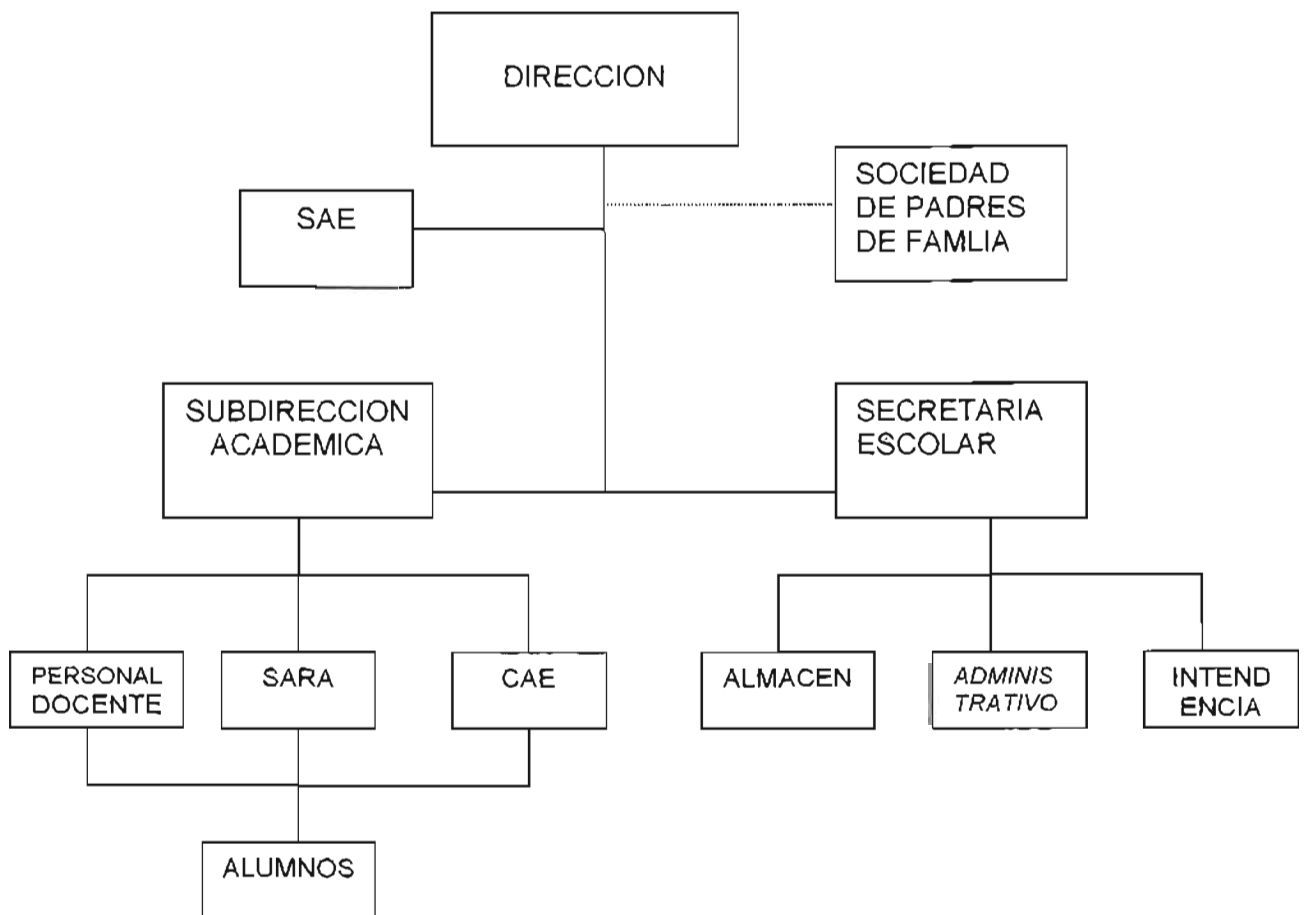 DIRECCION
SAE
SOCIEDAD
DE PADRES
DE FAMLIA
SUBDIRECCION
ACADEMICA
SECRETARIA
ESCOLAR
PERSONAL
DOCENTE
SARA
CAE
ALMACEN
ADMINIS
TRATIVO
INTEND
ENCIA
ALUMNOS